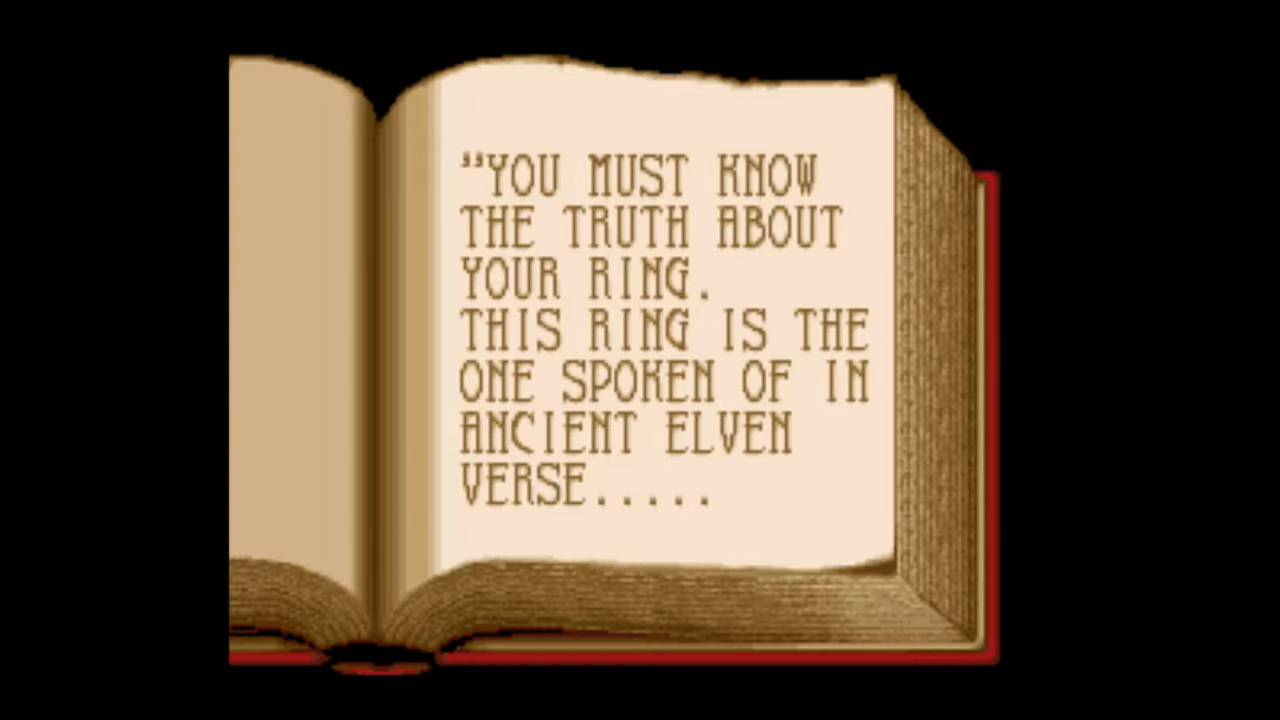 "YOU MUST KNOW
THE TRUTH ABOUT
YOUR RING.
THIS RING IS THE
ONE SPOKEN OF IN
ANCIENT ELVEN
VERSE.....